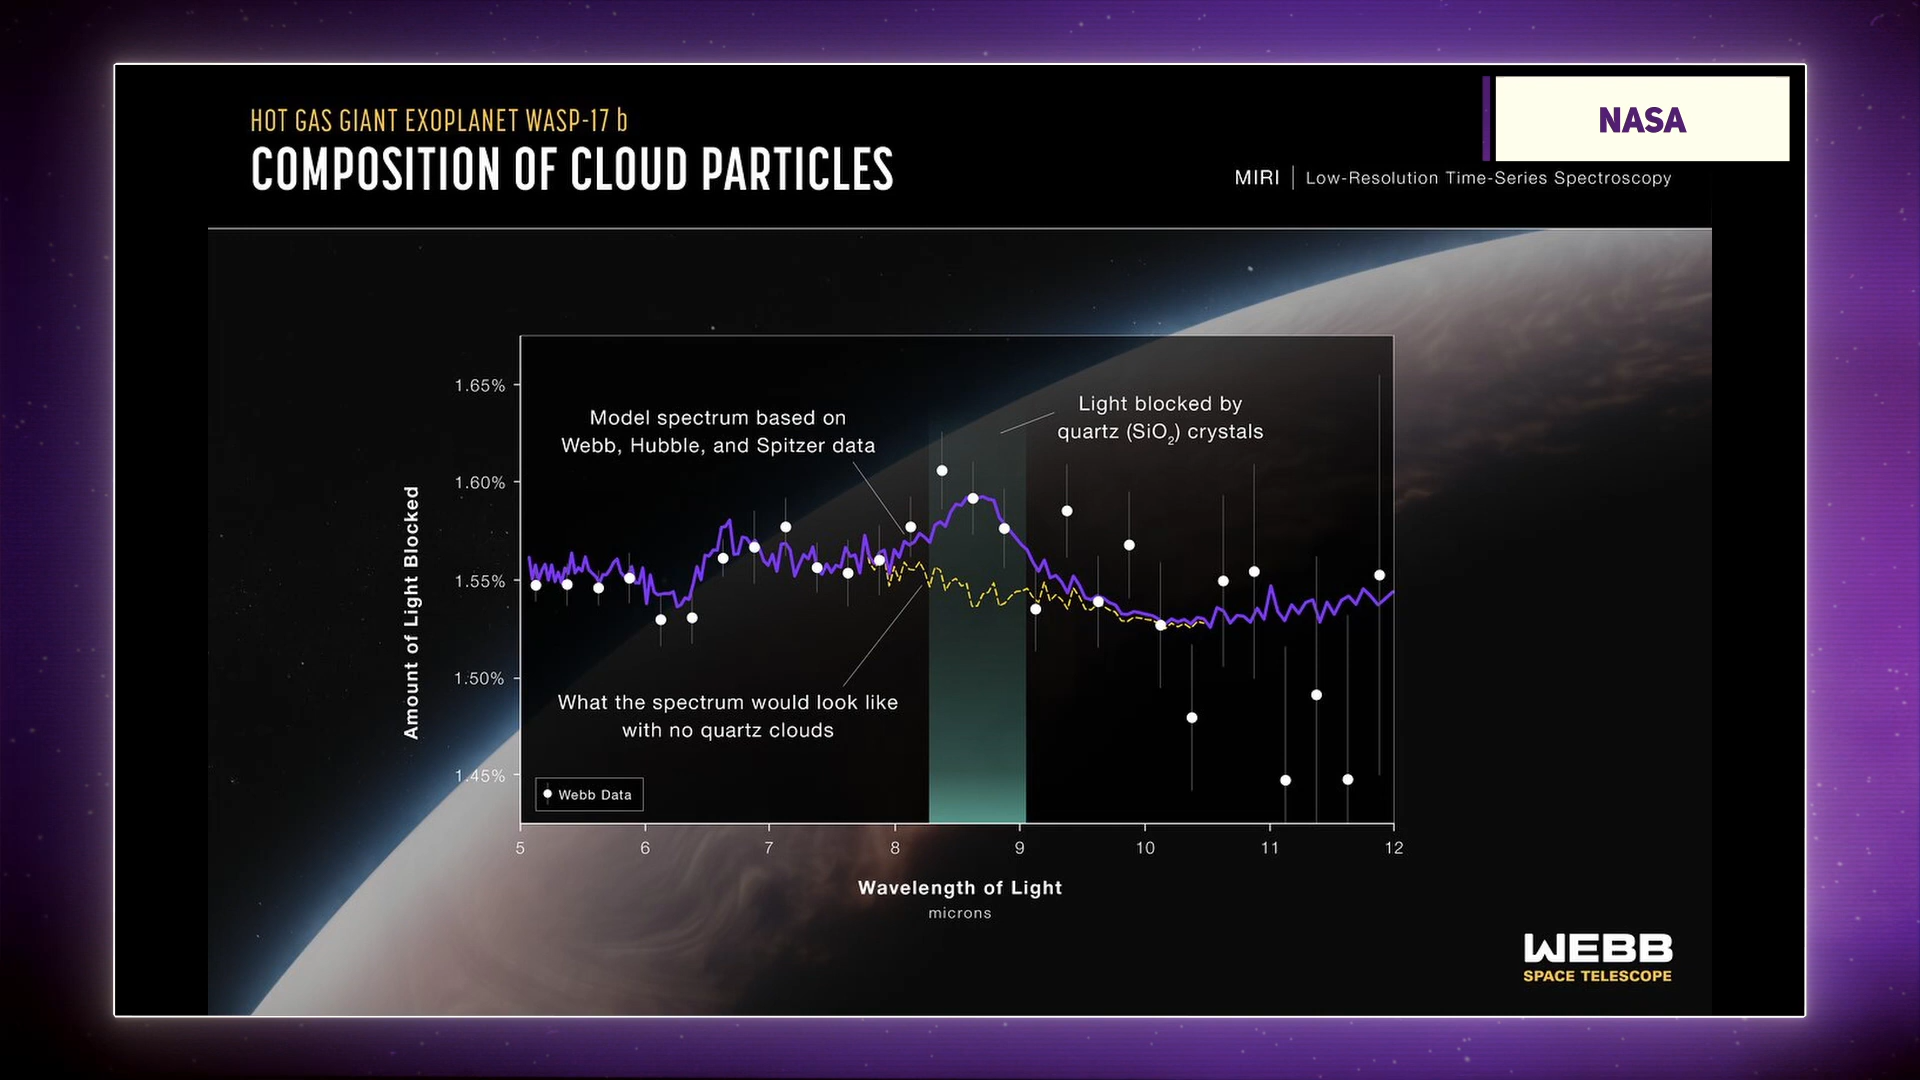 HOT GAS GIANT EXOPLANET WASP-17 b
COMPOSITION OF CLOUD PARTICLES
NASA
MIRI | Low-Resolution Time-Series Spectroscopy
Amount of Light Blocked
1.65%
1.60%
1.55%
1.50%
1.45%
Model spectrum based on
Webb, Hubble, and Spitzer data
Light blocked by
quartz (SiO₂) crystals
What the spectrum would look like
with no quartz clouds
Webb Data
5 6 7 8 9 10 11 12
Wavelength of Light
microns
WEBB
SPACE TELESCOPE